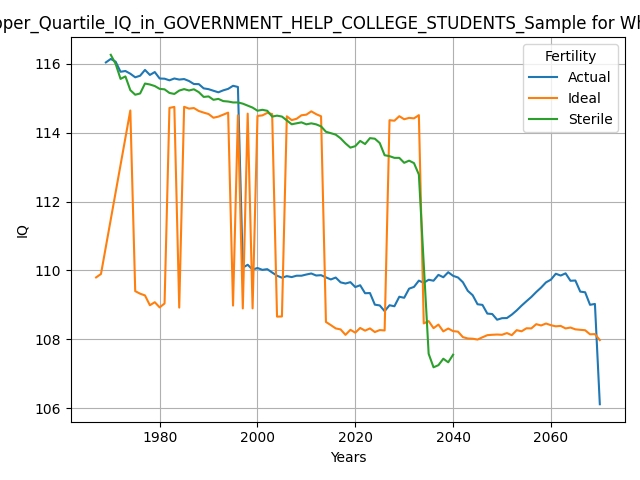 pper_Quartile_IQ_in_GOVERNMENT_HELP_COLLEGE_STUDENTS_Sample for Wh
Fertility
Actual
Ideal
Sterile
116
114
112
110
108
106
IQ
1980
2000
2020
2040
2060
Years